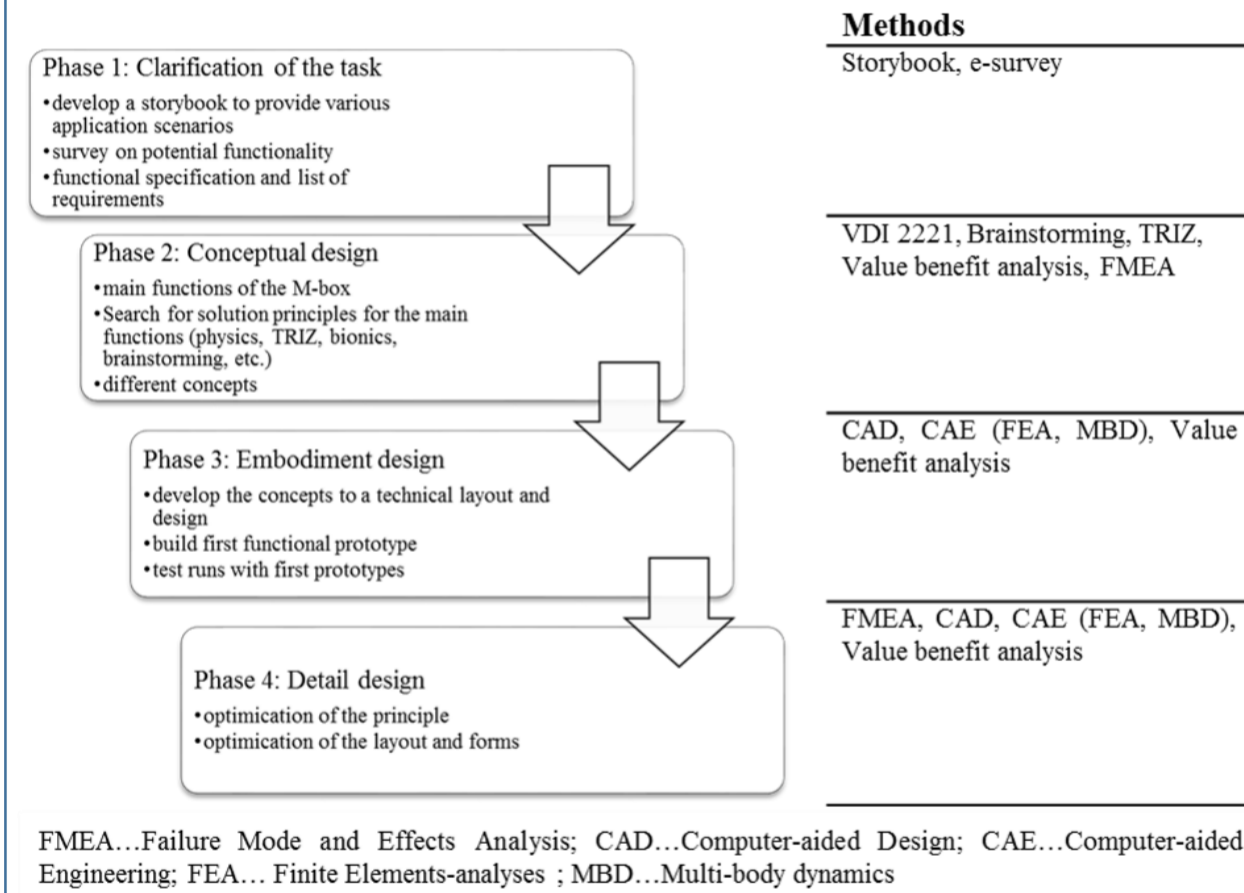 Methods
Phase 1: Clarification of the task
•develop a storybook to provide various
application scenarios
•survey on potential functionality
•functional specification and list of
requirements
Storybook, e-survey
Phase 2: Conceptual design
•main functions of the M-box
•Search for solution principles for the main
functions (physics, TRIZ, bionics,
brainstorming, etc.)
•different concepts
VDI 2221, Brainstorming, TRIZ,
Value benefit analysis, FMEA
Phase 3: Embodiment design
•develop the concepts to a technical layout and
design
•build first functional prototype
•test runs with first prototypes
CAD, CAE (FEA, MBD), Value
benefit analysis
Phase 4: Detail design
•optimication of the principle
•optimication of the layout and forms
FMEA, CAD, CAE (FEA, MBD),
Value benefit analysis
FMEA…Failure Mode and Effects Analysis; CAD…Computer-aided Design; CAE…Computer-aided
Engineering; FEA… Finite Elements-analyses ; MBD…Multi-body dynamics